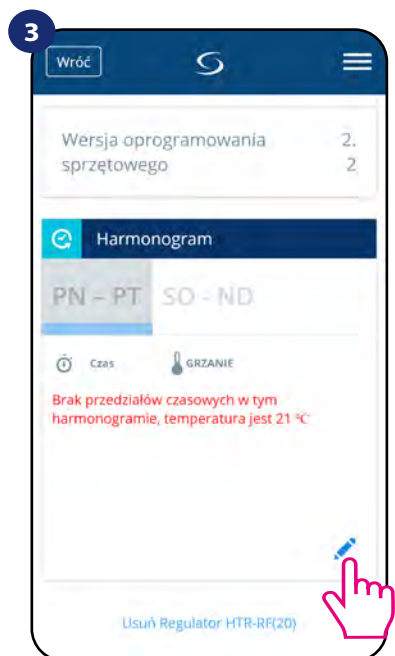 3
Wróć
Wersja oprogramowania 2.
sprzętowego 2
Harmonogram
PN – PT SO - ND
Czas GRZANIE
Brak przedziałów czasowych w tym
harmonogramie, temperatura jest 21 °C
Usuń Regulator HTR-RF(20)